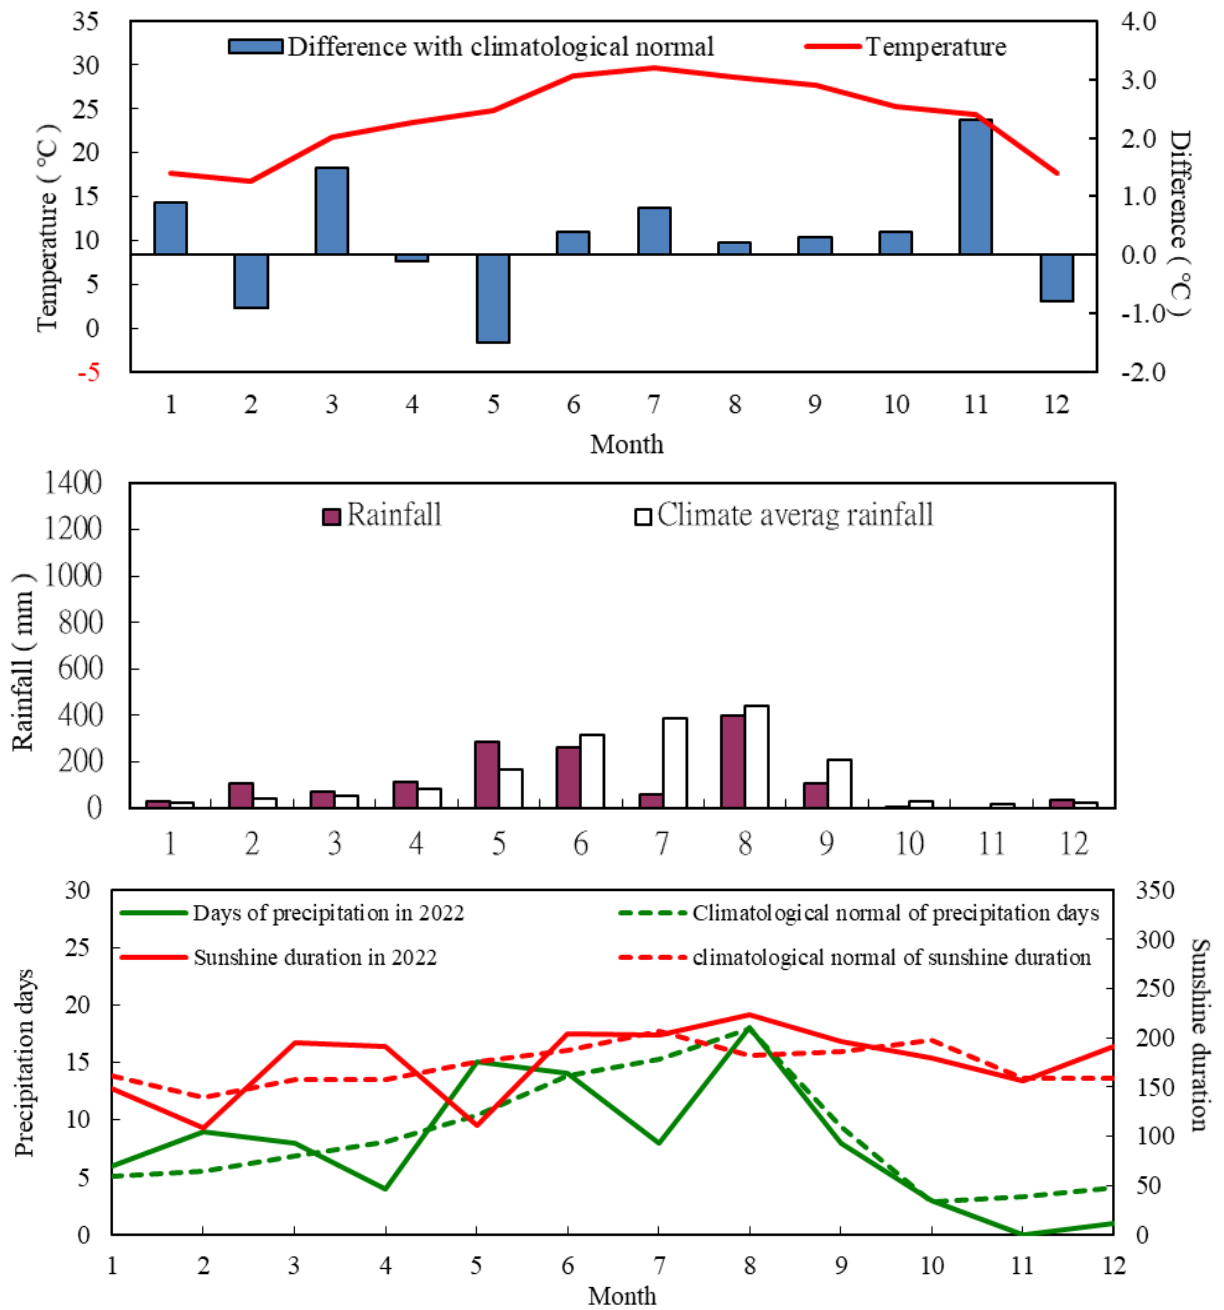 35
30
25
20
15
10
5
0
-5
Temperature ( °C)
Difference with climatological normal
Temperature
4.0
3.0
2.0
1.0
0.0
-1.0
-2.0
Difference ( °C)
1 2 3 4 5 6 7 8 9 10 11 12
Month
1400
1200
1000
800
600
400
200
0
Rainfall ( mm )
Rainfall
Climate averag rainfall
1 2 3 4 5 6 7 8 9 10 11 12
30
25
20
15
10
5
0
Precipitation days
Days of precipitation in 2022
Climatological normal of precipitation days
Sunshine duration in 2022
climatological normal of sunshine duration
350
300
250
200
150
100
50
0
Sunshine duration
1 2 3 4 5 6 7 8 9 10 11 12
Month